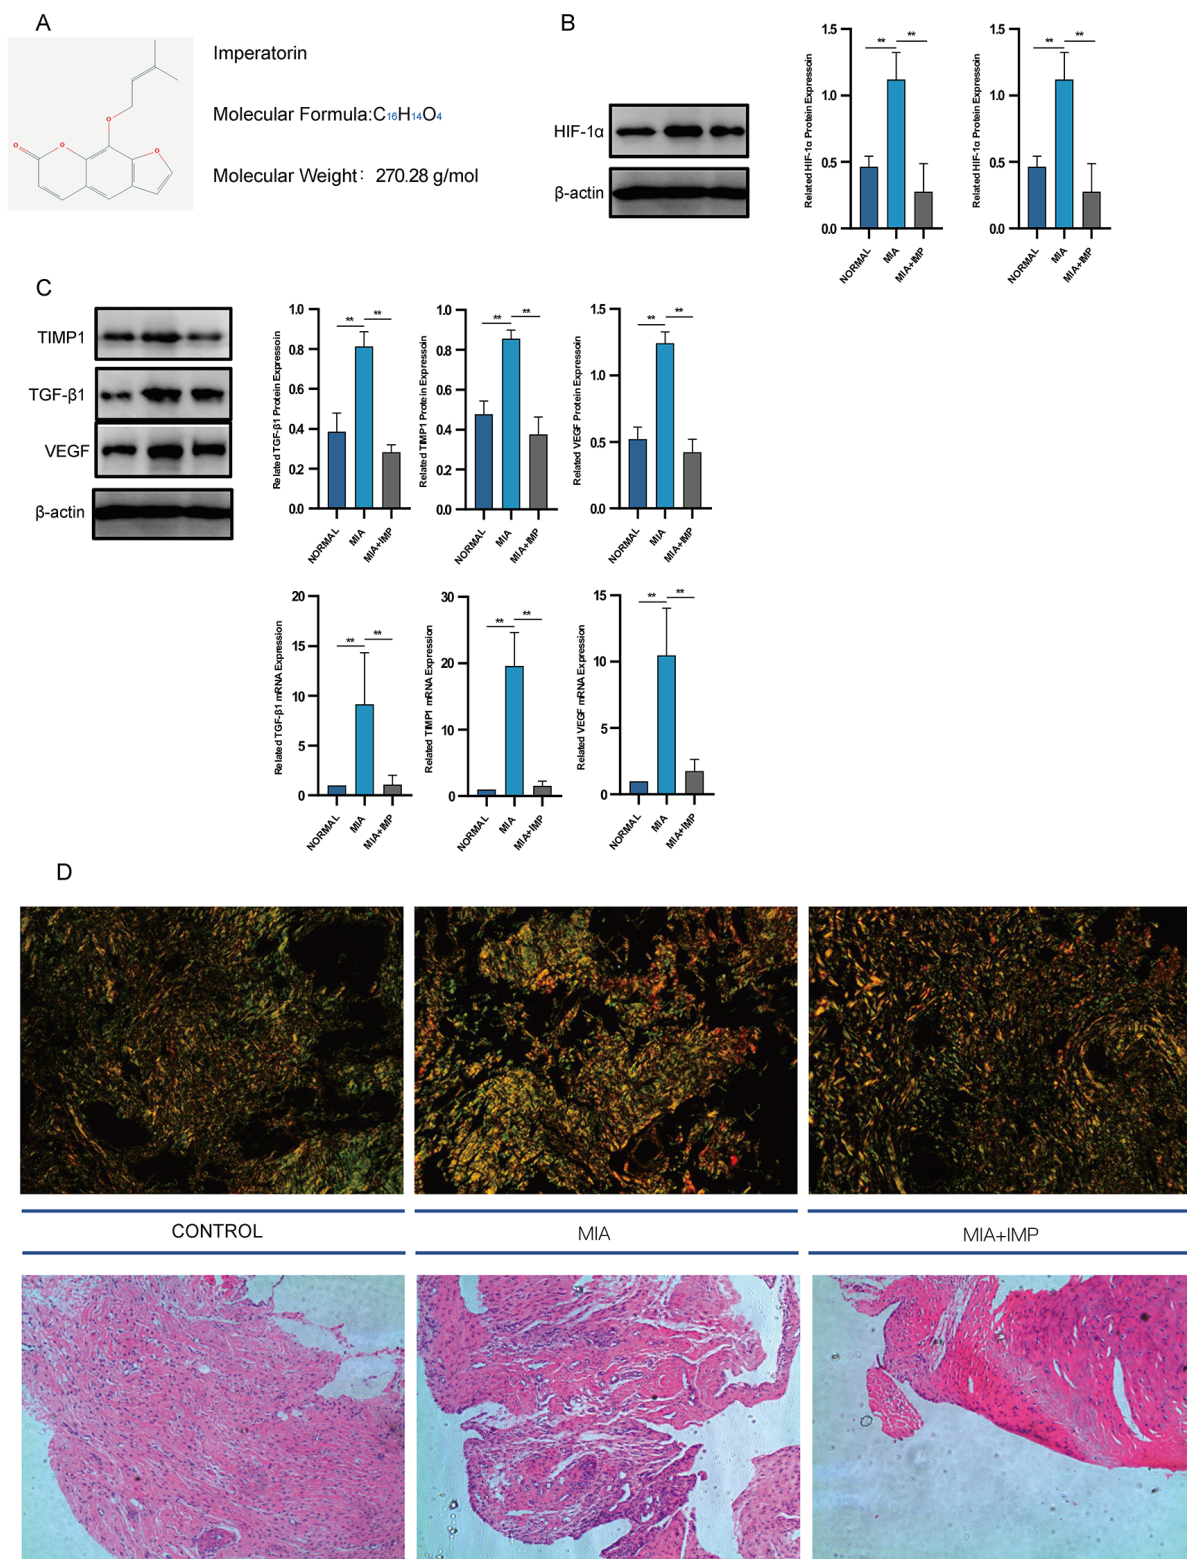 A
Imperatorin
Molecular Formula:C16H14O4
Molecular Weight: 270.28 g/mol
O
O
O
O
B
HIF-1α
β-actin
Related HIF-1α Protein Expressoin
1.5
1.0
0.5
0.0
** **
NORMAL
MIA
MIA+IMP
Related HIF-1α Protein Expressoin
1.5
1.0
0.5
0.0
** **
NORMAL
MIA
MIA+IMP
C
TIMP1
TGF-β1
VEGF
β-actin
Related TGF-β1 Protein Expressoin
1.0
0.8
0.6
0.4
0.2
0.0
** **
NORMAL
MIA
MIA+IMP
Related TIMP1 Protein Expressoin
1.0
0.8
0.6
0.4
0.2
0.0
** **
NORMAL
MIA
MIA+IMP
Related VEGF Protein Expressoin
1.5
1.0
0.5
0.0
** **
NORMAL
MIA
MIA+IMP
Related TGF-β1 mRNA Expression
20
15
10
5
0
** **
NORMAL
MIA
MIA+IMP
Related TIMP1 mRNA Expression
30
20
10
0
** **
NORMAL
MIA
MIA+IMP
Related VEGF mRNA Expression
15
10
5
0
** **
NORMAL
MIA
MIA+IMP
D
CONTROL
MIA
MIA+IMP